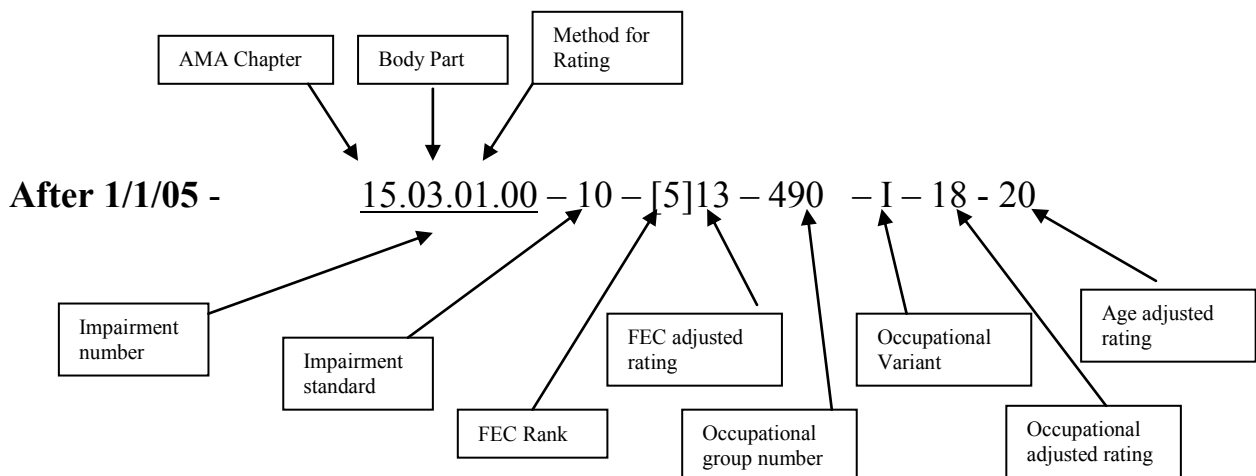 AMA Chapter
Body Part
Method for
Rating
After 1/1/05 - 15.03.01.00 – 10 – [5]13 – 490 – I – 18 - 20
Impairment
number
Impairment
standard
FEC Rank
FEC adjusted
rating
Occupational
group number
Occupational
Variant
Occupational
adjusted rating
Age adjusted
rating